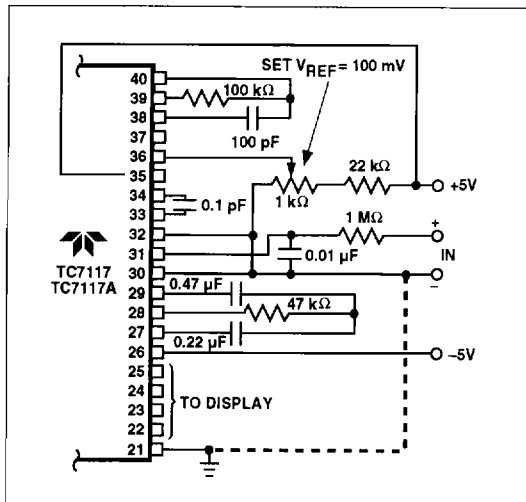 SET VREF = 100 mV
40
39
38
37
36
35
34
33
32
31
30
29
28
27
26
25
24
23
22
21
100 kΩ
100 pF
22 kΩ
1 kΩ
+5V
0.1 pF
1 MΩ
+
IN
−
0.01 µF
TC7117
TC7117A
0.47 µF
47 kΩ
0.22 µF
−5V
TO DISPLAY